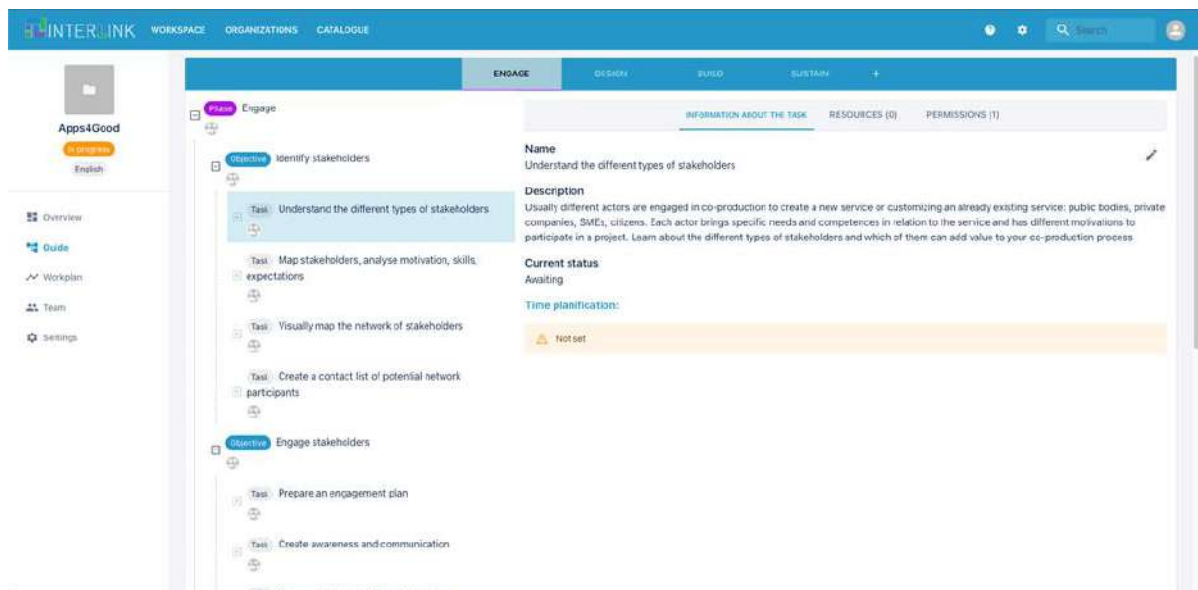 INTERLINK WORKSPACE ORGANIZATIONS CATALOGUE Search
Apps4Good
In progress
English
Overview
Guide
Workplan
Team
Settings
ENGAGE DESIGN BUILD SUSTAIN +
Phase Engage
Objective Identify stakeholders
Task Understand the different types of stakeholders
Task Map stakeholders, analyse motivation, skills,
expectations
Task Visually map the network of stakeholders
Task Create a contact list of potential network
participants
Objective Engage stakeholders
Task Prepare an engagement plan
Task Create awareness and communication
INFORMATION ABOUT THE TASK RESOURCES (0) PERMISSIONS (1)
Name
Understand the different types of stakeholders
Description
Usually different actors are engaged in co-production to create a new service or customizing an already existing service: public bodies, private
companies, SMEs, citizens. Each actor brings specific needs and competences in relation to the service and has different motivations to
participate in a project. Learn about the different types of stakeholders and which of them can add value to your co-production process
Current status
Awaiting
Time planification:
Not set